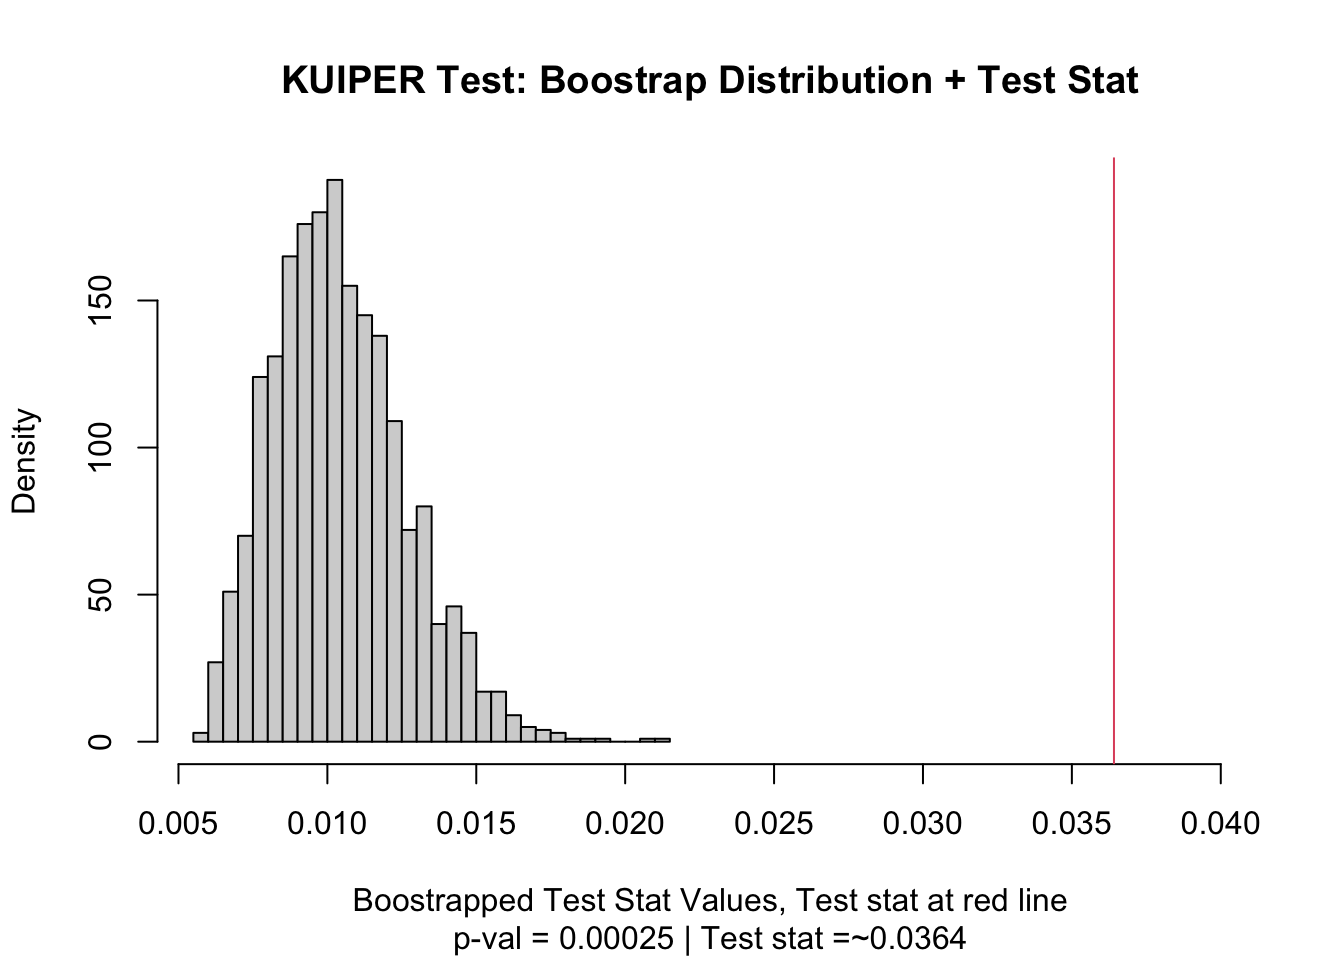 KUIPER Test: Boostrap Distribution + Test Stat
Density
150
100
50
0
0.005 0.010 0.015 0.020 0.025 0.030 0.035 0.040
Boostrapped Test Stat Values, Test stat at red line
p-val = 0.00025 | Test stat =~0.0364